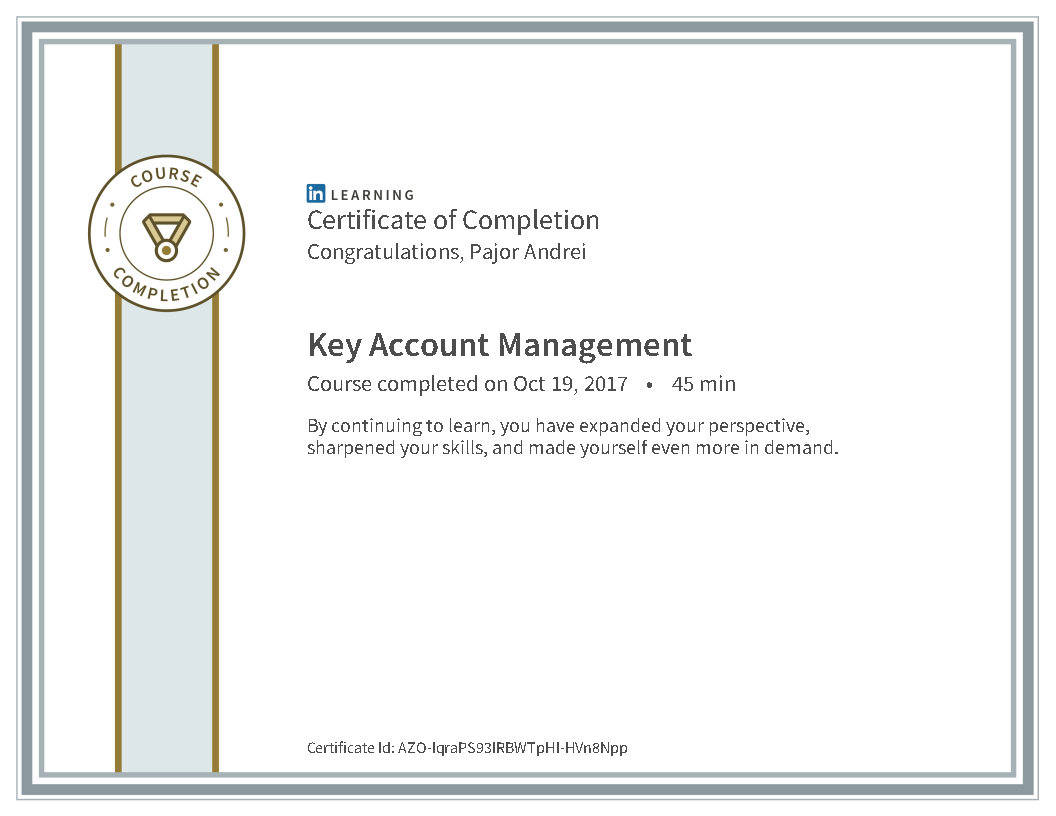 COURSE
COMPLETION
in LEARNING
Certificate of Completion
Congratulations, Pajor Andrei
Key Account Management
Course completed on Oct 19, 2017 • 45 min
By continuing to learn, you have expanded your perspective,
sharpened your skills, and made yourself even more in demand.
Certificate Id: AZO-IqraPS93lRBWTpHI-HVn8Npp